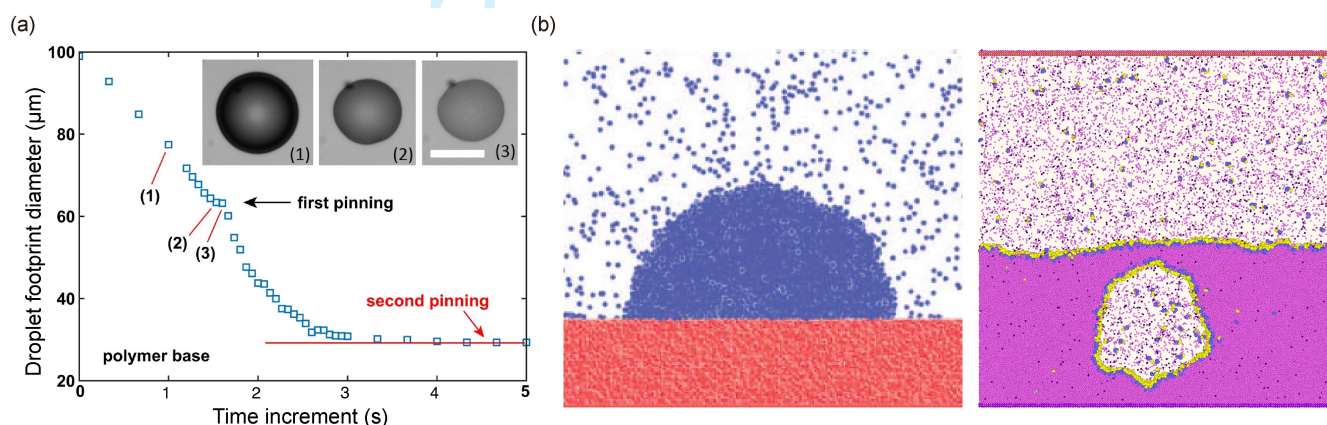 (a)
(b)
100
80
60
40
20
0
1
2
3
4
5
Droplet footprint diameter (µm)
Time increment (s)
(1)
(2)
(3)
(1)
(2)
(3)
first pinning
second pinning
polymer base